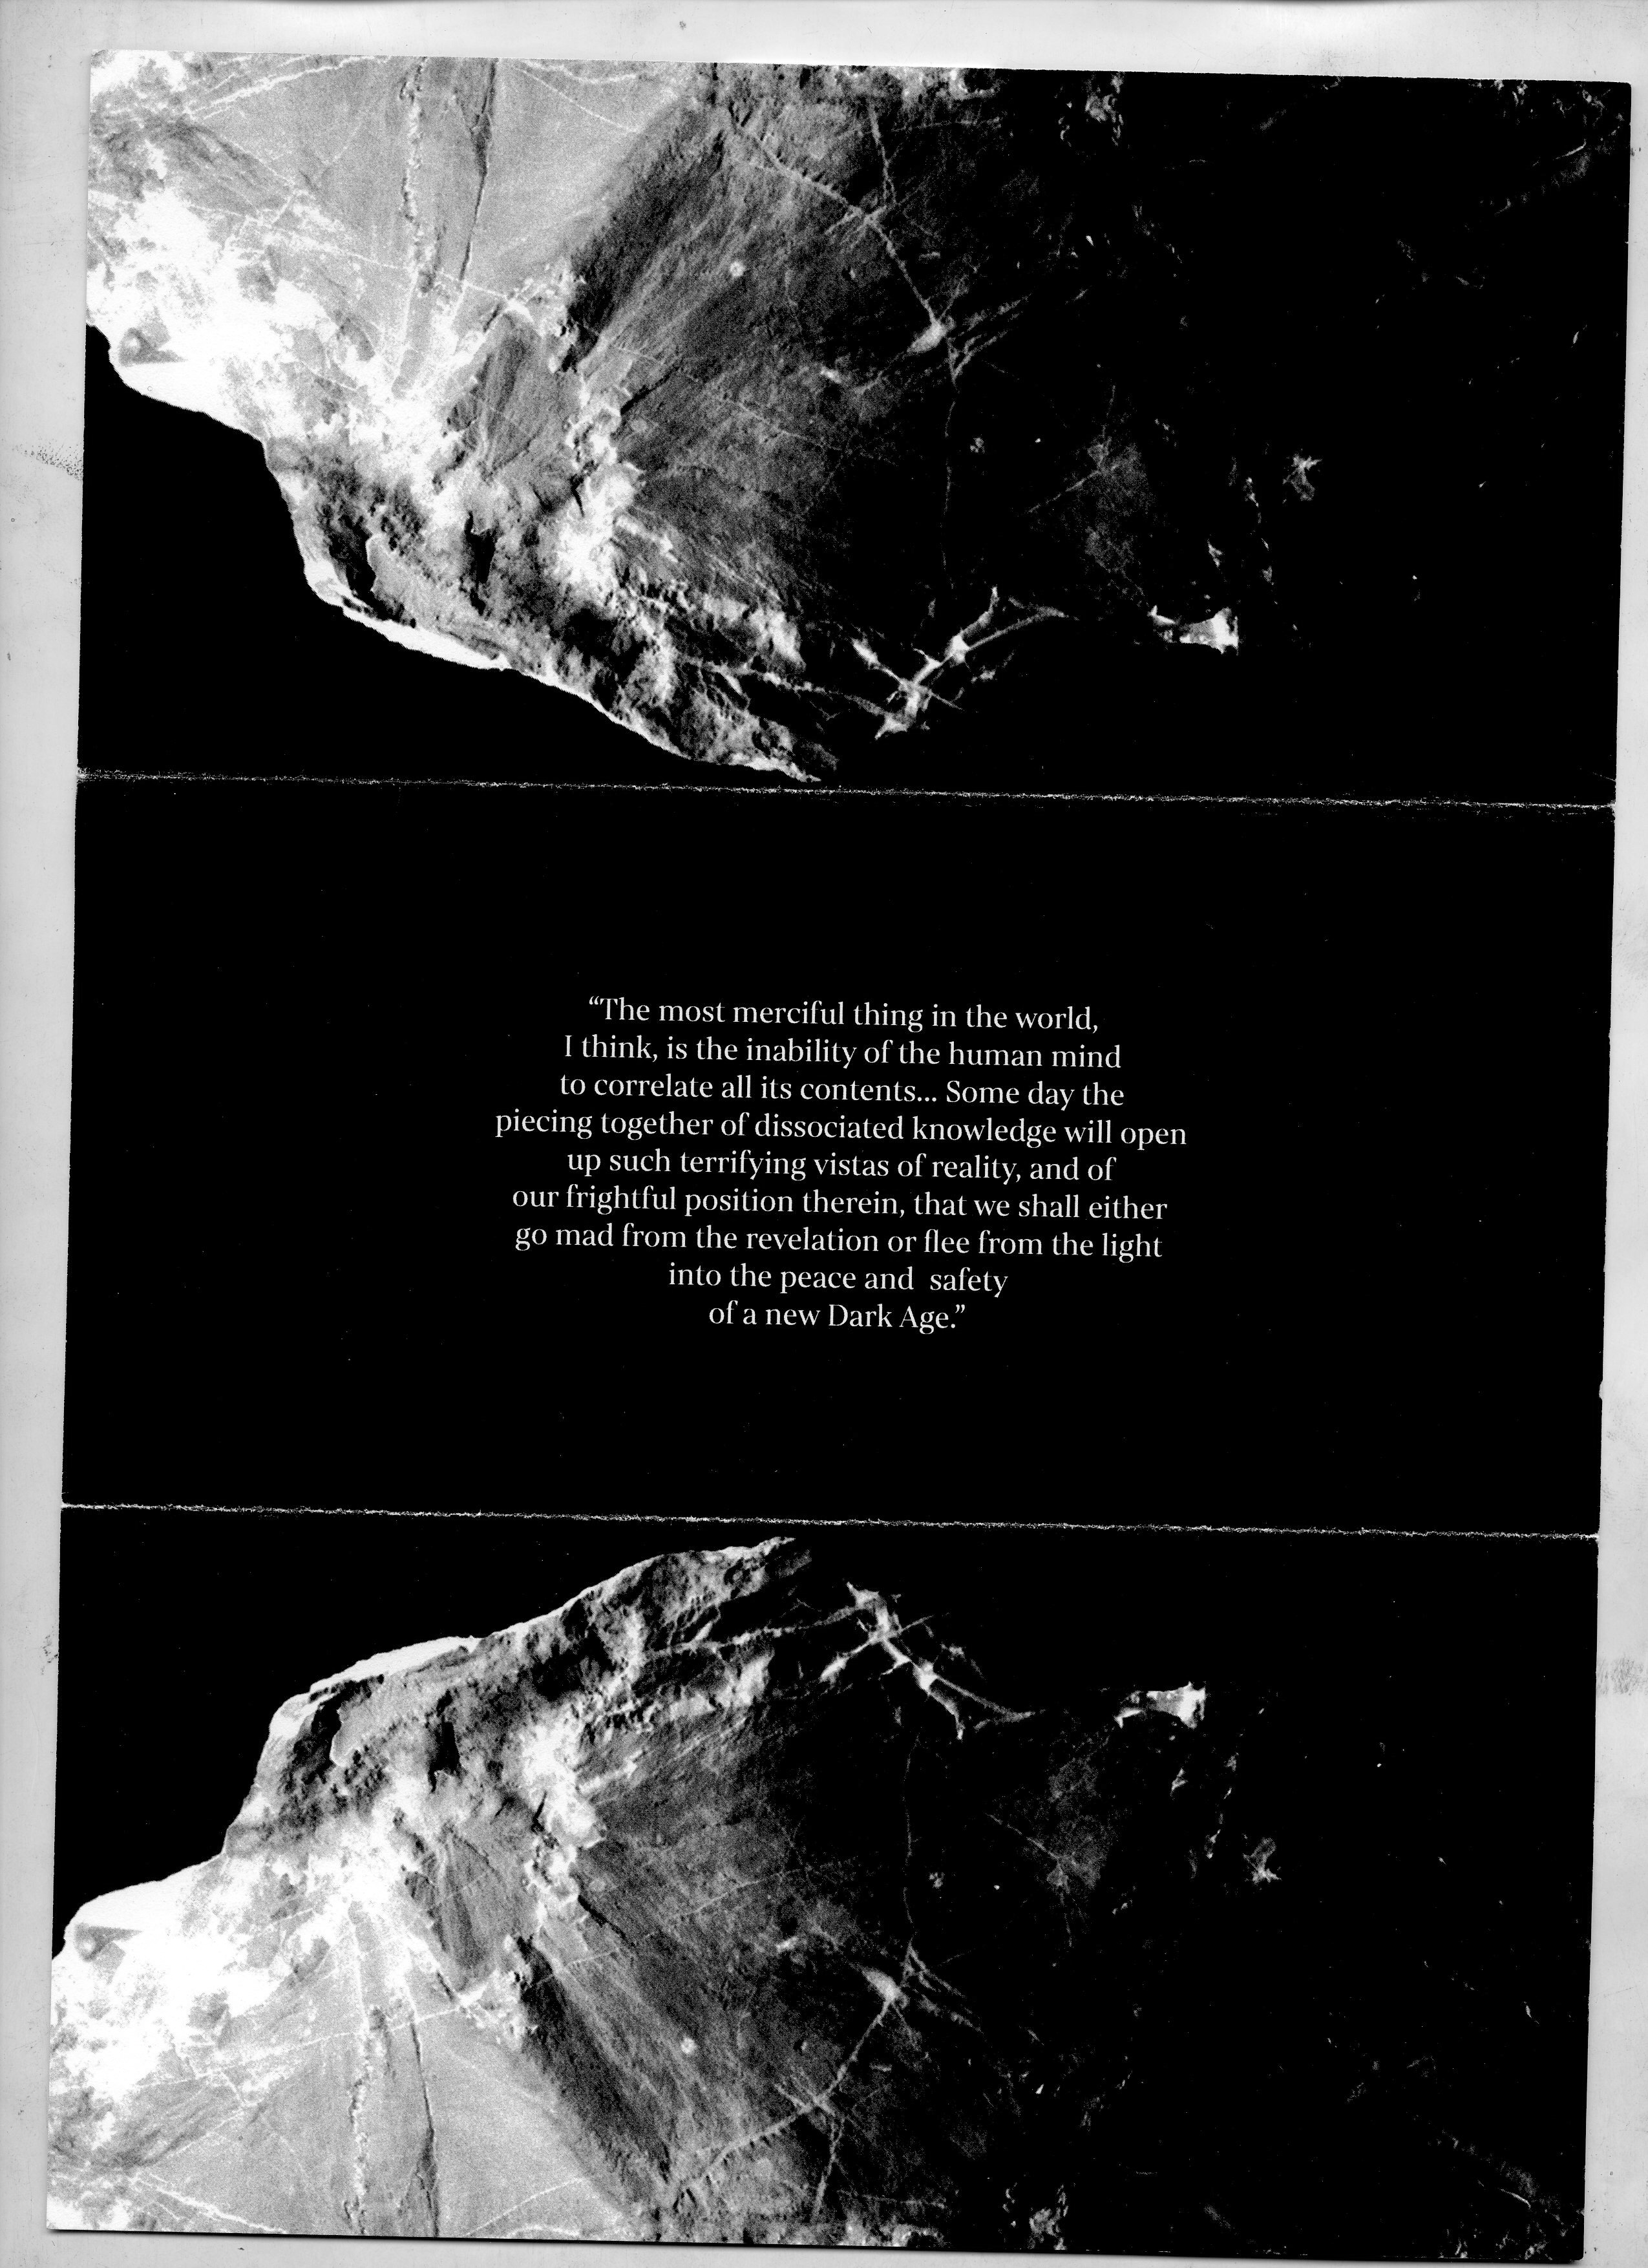 “The most merciful thing in the world,
I think, is the inability of the human mind
to correlate all its contents... Some day the
piecing together of dissociated knowledge will open
up such terrifying vistas of reality, and of
our frightful position therein, that we shall either
go mad from the revelation or flee from the light
into the peace and  safety
of a new Dark Age.”